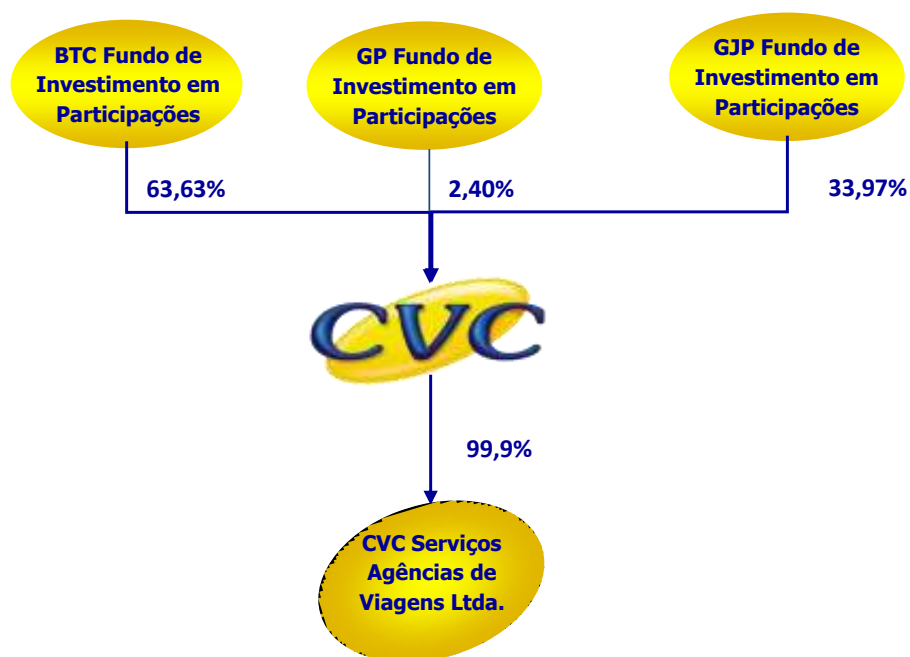 BTC Fundo de
Investimento em
Participações
GP Fundo de
Investimento em
Participações
GJP Fundo de
Investimento em
Participações
63,63%
2,40%
33,97%
CVC
99,9%
CVC Serviços
Agências de
Viagens Ltda.